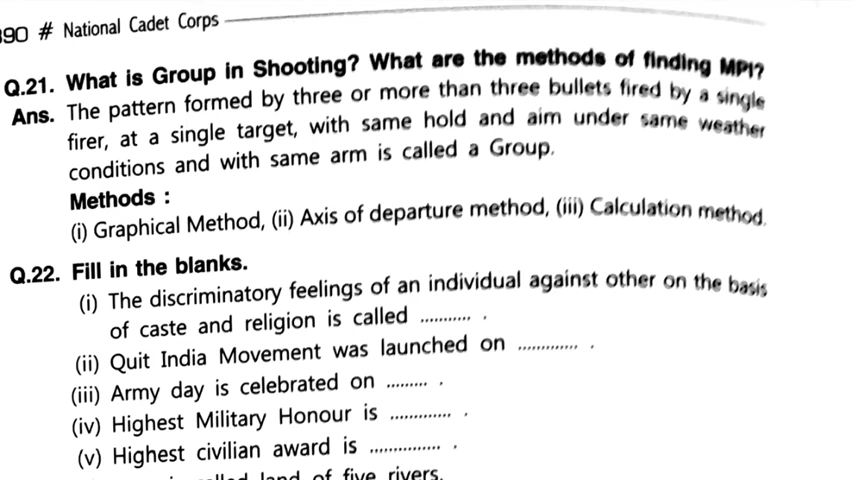 390 # National Cadet Corps
Q.21. What is Group in Shooting? What are the methods of finding MPI?
Ans. The pattern formed by three or more than three bullets fired by a single
firer, at a single target, with same hold and aim under same weather
conditions and with same arm is called a Group.
Methods :
(i) Graphical Method, (ii) Axis of departure method, (iii) Calculation method.
Q.22. Fill in the blanks.
(i) The discriminatory feelings of an individual against other on the basis
of caste and religion is called ........... .
(ii) Quit India Movement was launched on ............. .
(iii) Army day is celebrated on ......... .
(iv) Highest Military Honour is ............. .
(v) Highest civilian award is ............... .
called land of five rivers.